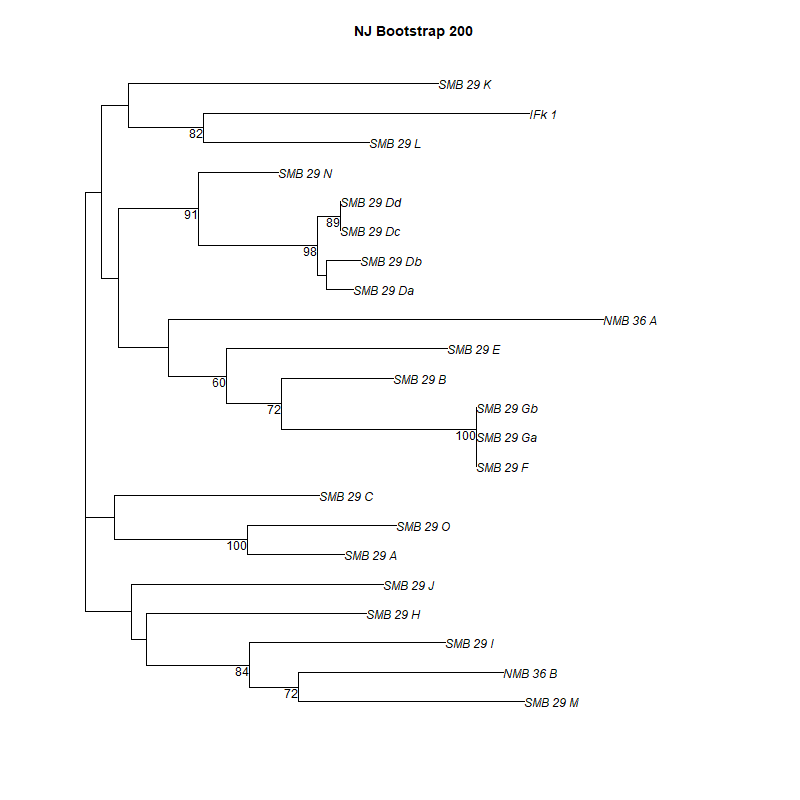 NJ Bootstrap 200
SMB 29 K
IFk 1
82
SMB 29 L
SMB 29 N
SMB 29 Dd
91
89
SMB 29 Dc
98
SMB 29 Db
SMB 29 Da
NMB 36 A
SMB 29 E
60
SMB 29 B
72
SMB 29 Gb
100
SMB 29 Ga
SMB 29 F
SMB 29 C
SMB 29 O
100
SMB 29 A
SMB 29 J
SMB 29 H
SMB 29 I
84
NMB 36 B
72
SMB 29 M